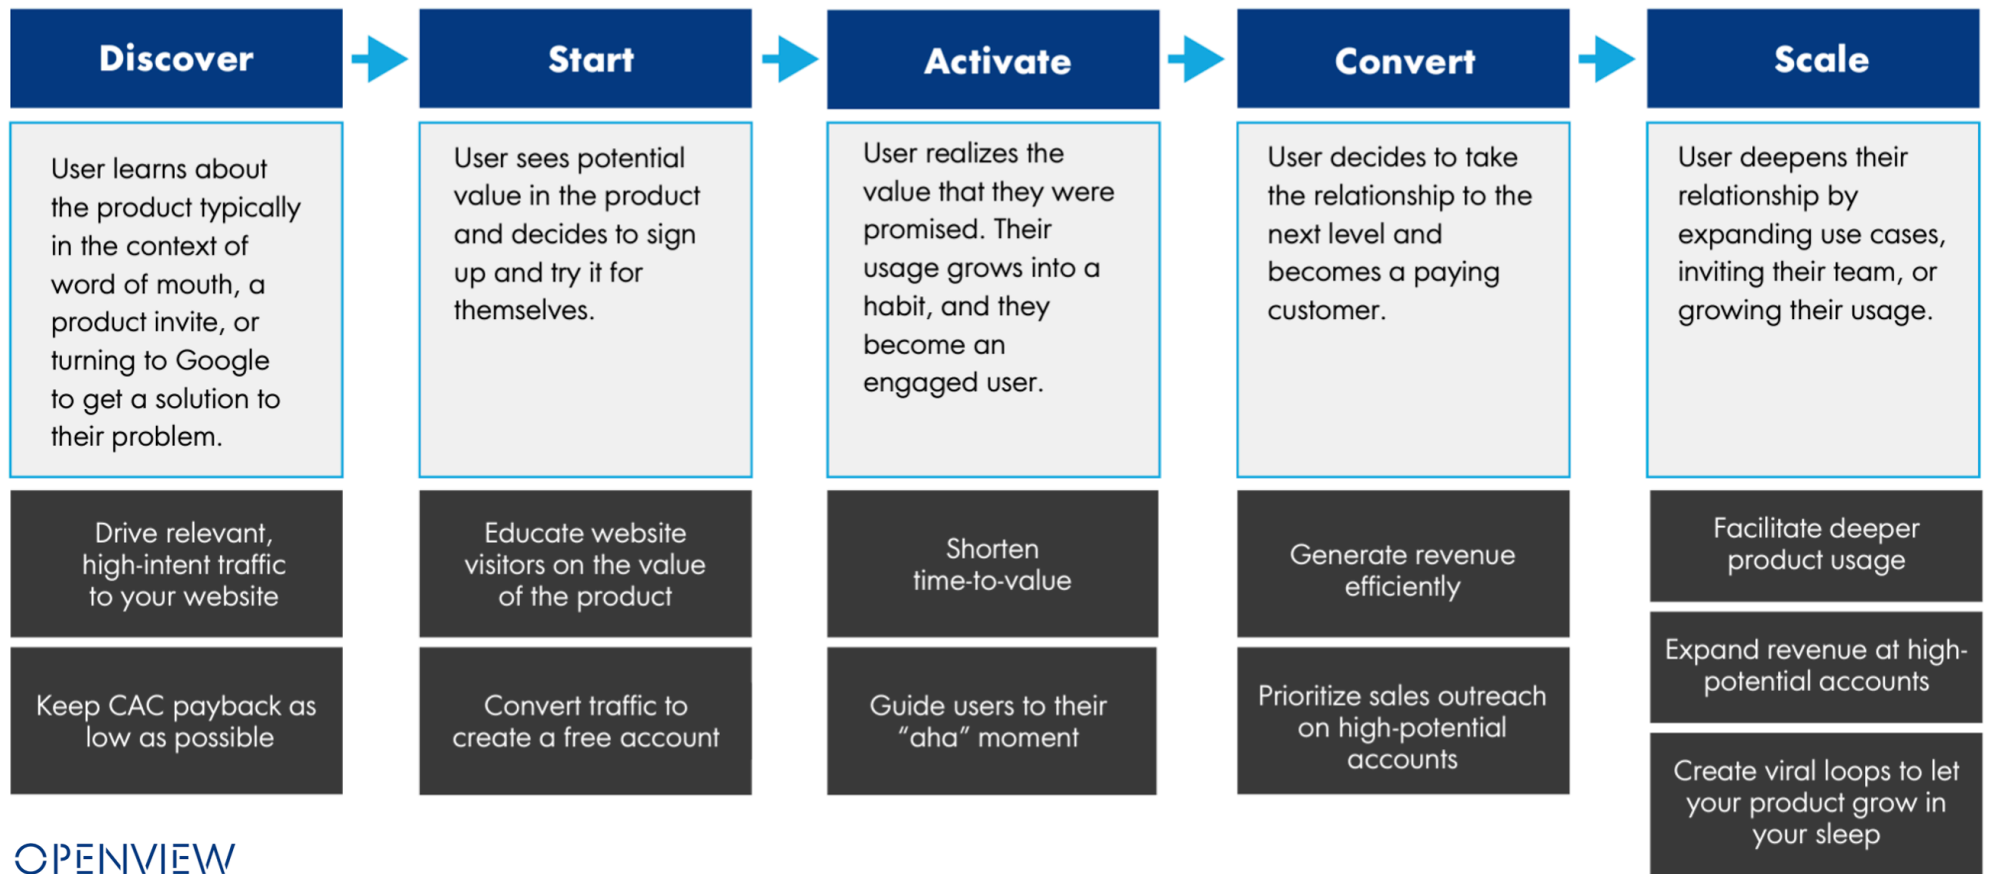 Discover
Start
Activate
Convert
Scale
User learns about
the product typically
in the context of
word of mouth, a
product invite, or
turning to Google
to get a solution to
their problem.
User sees potential
value in the product
and decides to sign
up and try it for
themselves.
User realizes the
value that they were
promised. Their
usage grows into a
habit, and they
become an
engaged user.
User decides to take
the relationship to the
next level and
becomes a paying
customer.
User deepens their
relationship by
expanding use cases,
inviting their team, or
growing their usage.
Drive relevant,
high-intent traffic
to your website
Educate website
visitors on the value
of the product
Shorten
time-to-value
Generate revenue
efficiently
Facilitate deeper
product usage
Keep CAC payback as
low as possible
Convert traffic to
create a free account
Guide users to their
“aha” moment
Prioritize sales outreach
on high-potential
accounts
Expand revenue at high-
potential accounts
Create viral loops to let
your product grow in
your sleep
OPENVIEW